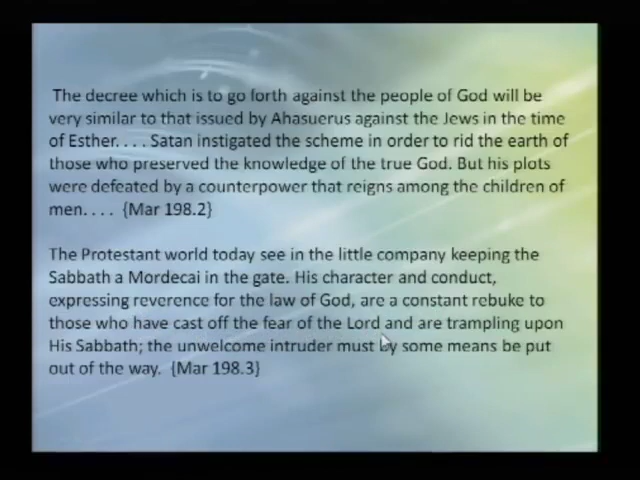 The decree which is to go forth against the people of God will be
very similar to that issued by Ahasuerus against the Jews in the time
of Esther. . . . Satan instigated the scheme in order to rid the earth of
those who preserved the knowledge of the true God. But his plots
were defeated by a counterpower that reigns among the children of
men. . . .  {Mar 198.2}
The Protestant world today see in the little company keeping the
Sabbath a Mordecai in the gate. His character and conduct,
expressing reverence for the law of God, are a constant rebuke to
those who have cast off the fear of the Lord and are trampling upon
His Sabbath; the unwelcome intruder must by some means be put
out of the way.  {Mar 198.3}